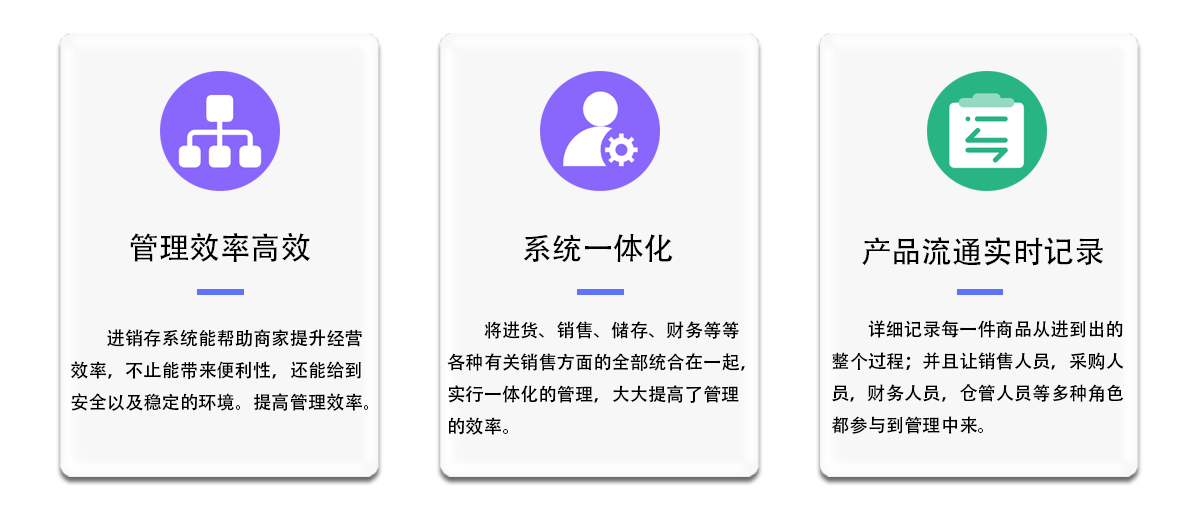 管理效率高效
进销存系统能帮助商家提升经营
效率，不止能带来便利性，还能给到
安全以及稳定的环境。提高管理效率。
系统一体化
将进货、销售、储存、财务等等
各种有关销售方面的全部统合在一起，
实行一体化的管理，大大提高了管理
的效率。
产品流通实时记录
详细记录每一件商品从进到出的
整个过程；并且让销售人员，采购人
员，财务人员，仓管人员等多种角色
都参与到管理中来。